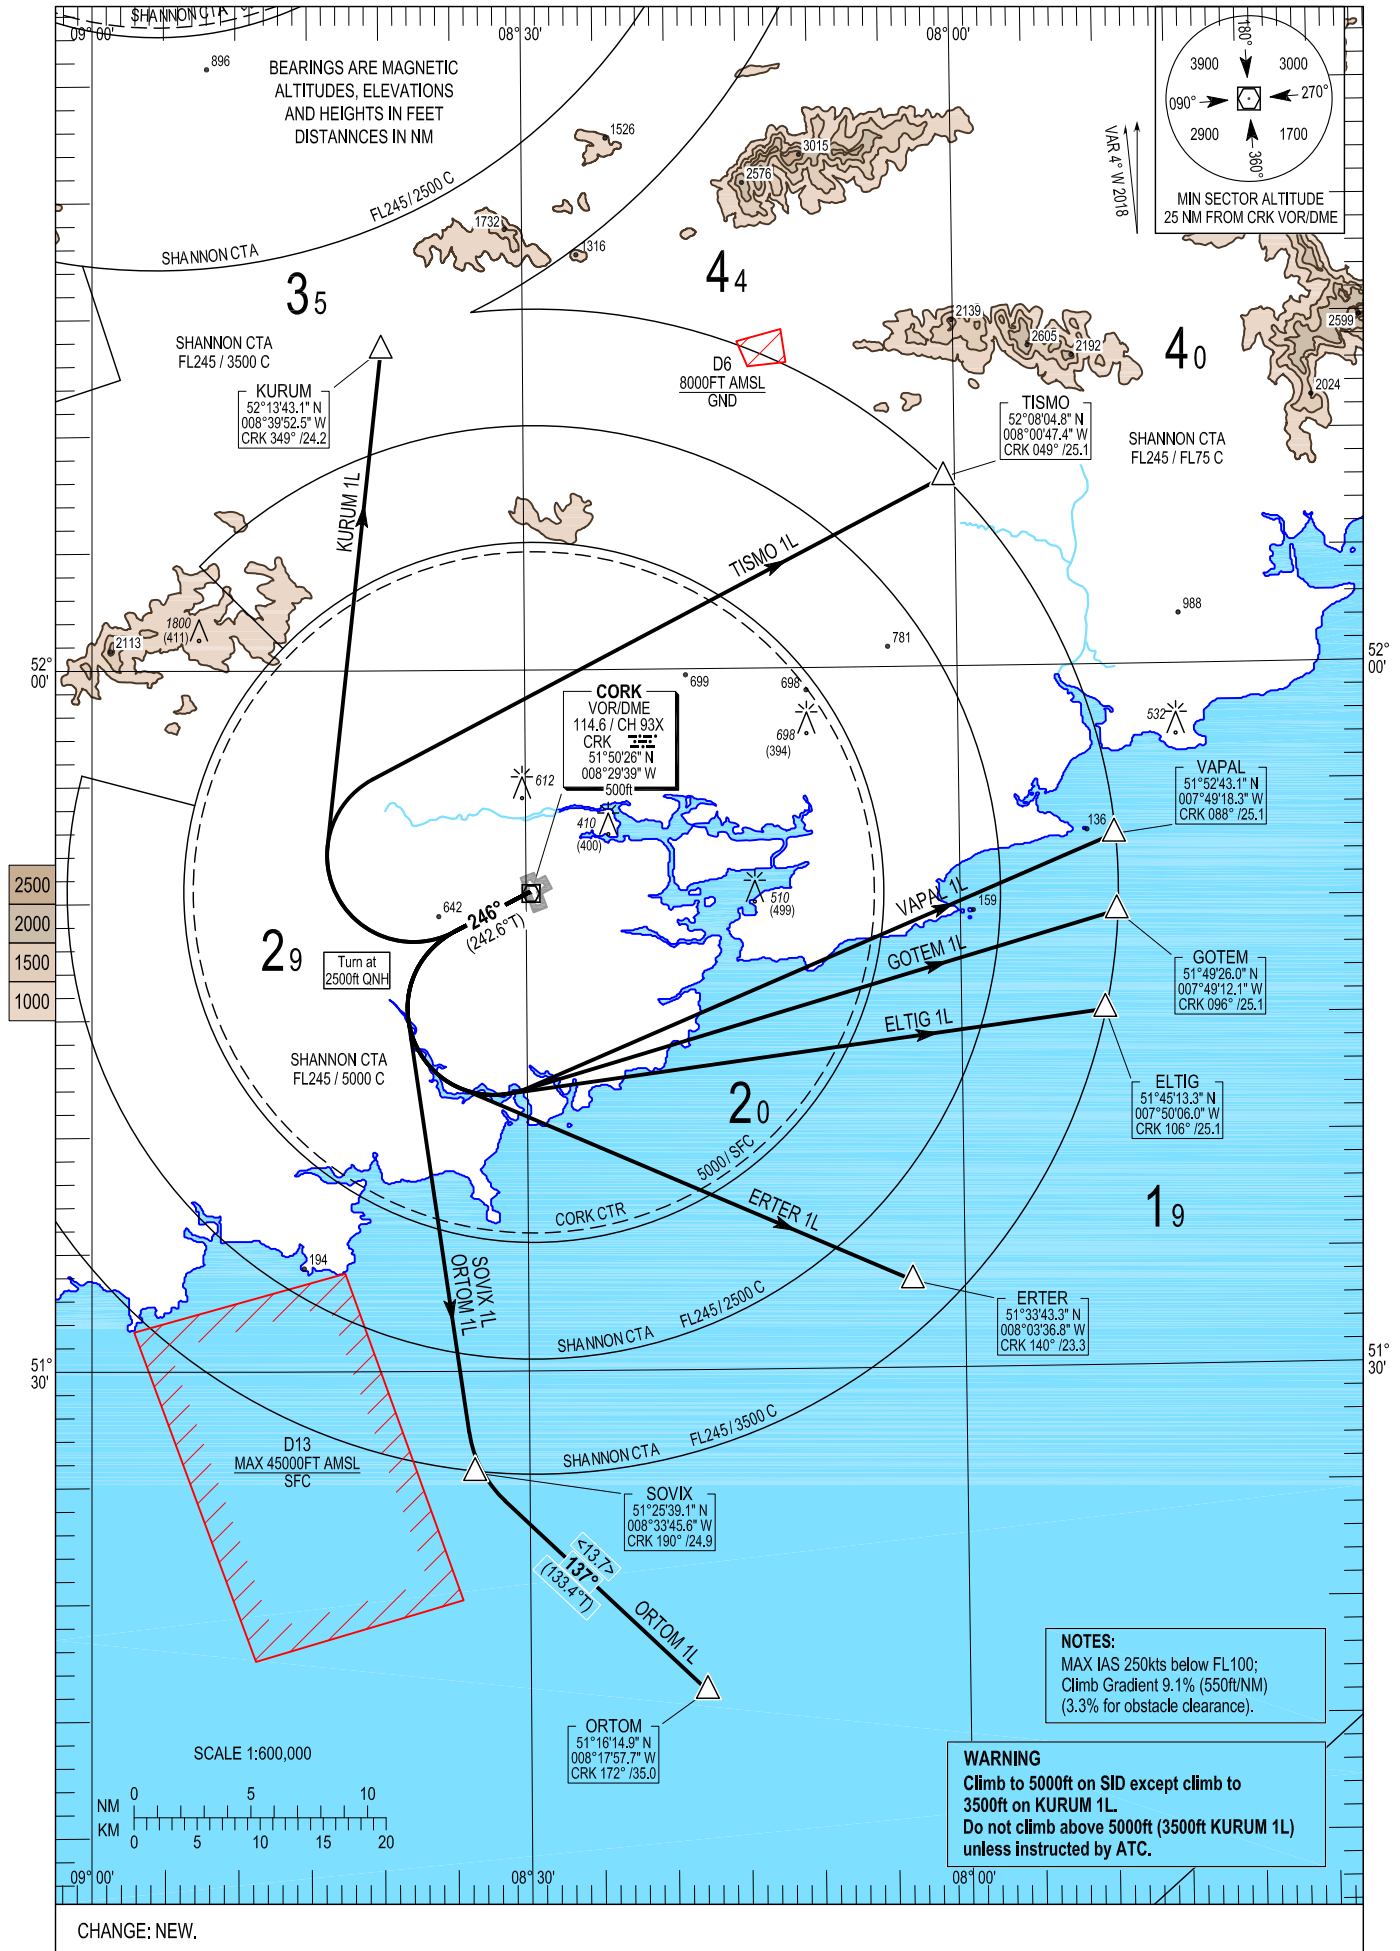 SHANNON CTA
09° 00'
08° 30'
08° 00'
896
BEARINGS ARE MAGNETIC
ALTITUDES, ELEVATIONS
AND HEIGHTS IN FEET
DISTANNCES IN NM
180°
3900
3000
090°
270°
2900
1700
360°
MIN SECTOR ALTITUDE
25 NM FROM CRK VOR/DME
VAR 4° W 2018
1526
3015
2576
FL245 / 2500 C
SHANNON CTA
1732
1316
35
44
40
2139
2605
2192
2599
2024
SHANNON CTA
FL245 / 3500 C
D6
8000FT AMSL
GND
KURUM
52°13'43.1" N
008°39'52.5" W
CRK 349° /24.2
TISMO
52°08'04.8" N
008°00'47.4" W
CRK 049° /25.1
SHANNON CTA
FL245 / FL75 C
KURUM 1L
TISMO 1L
1800
(411)
2113
988
781
52°
00'
52°
00'
699
698
698
(394)
532
CORK
VOR/DME
114.6 / CH 93X
CRK
51°50'26" N
008°29'39" W
500ft
612
410
(400)
VAPAL
51°52'43.1" N
007°49'18.3" W
CRK 088° /25.1
136
2500
2000
1500
1000
642
246°
(242.6°T)
510
(499)
VAPAL 1L
159
29
Turn at
2500ft QNH
GOTEM 1L
GOTEM
51°49'26.0" N
007°49'12.1" W
CRK 096° /25.1
ELTIG 1L
SHANNON CTA
FL245 / 5000 C
ELTIG
51°45'13.3" N
007°50'06.0" W
CRK 106° /25.1
20
5000 / SFC
CORK CTR
ERTER 1L
19
194
SOVIX 1L
ORTOM 1L
ERTER
51°33'43.3" N
008°03'36.8" W
CRK 140° /23.3
SHANNON CTA
FL245 / 2500 C
51°
30'
51°
30'
D13
MAX 45000FT AMSL
SFC
SHANNON CTA
FL245 / 3500 C
SOVIX
51°25'39.1" N
008°33'45.6" W
CRK 190° /24.9
<13.7>
137°
(133.4°T)
ORTOM 1L
NOTES:
MAX IAS 250kts below FL100;
Climb Gradient 9.1% (550ft/NM)
(3.3% for obstacle clearance).
ORTOM
51°16'14.9" N
008°17'57.7" W
CRK 172° /35.0
SCALE 1:600,000
NM 0 5 10
KM 0 5 10 15 20
WARNING
Climb to 5000ft on SID except climb to
3500ft on KURUM 1L.
Do not climb above 5000ft (3500ft KURUM 1L)
unless instructed by ATC.
09° 00'
08° 30'
08° 00'
CHANGE: NEW.